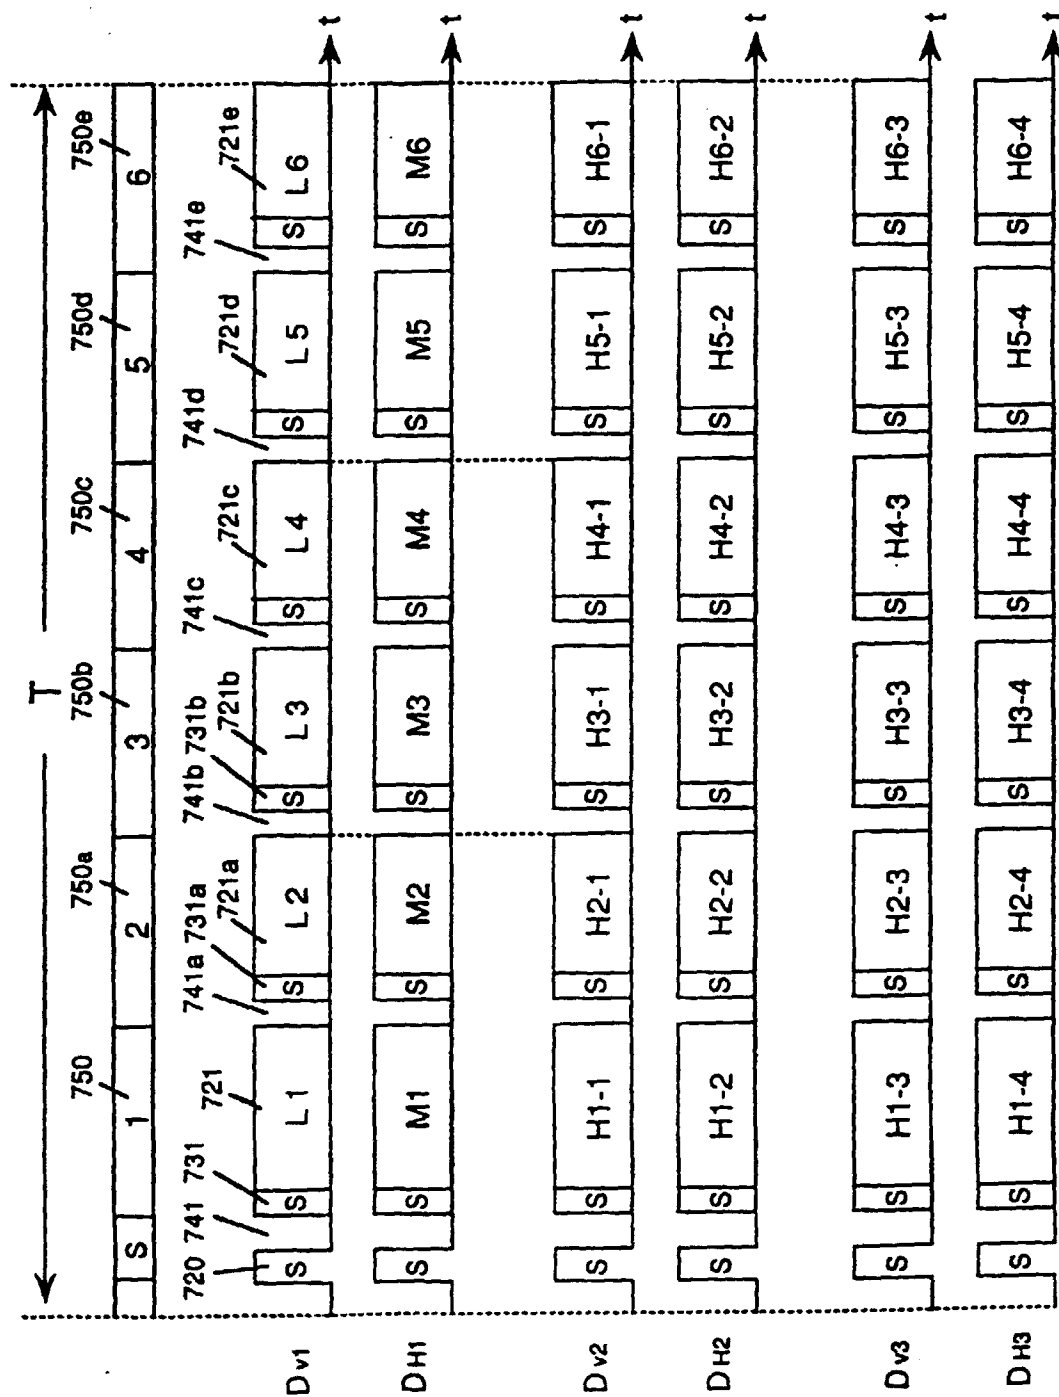 T
750 750a 750b 750c 750d 750e
S 1 2 3 4 5 6
720 741 731 721 741a 731a 721a 741b 731b 721b 741c 721c 741d 721d 741e 721e
Dv1 S S L1 S L2 S L3 S L4 S L5 S L6 t
DH1 S S M1 S M2 S M3 S M4 S M5 S M6 t
Dv2 S S H1-1 S H2-1 S H3-1 S H4-1 S H5-1 S H6-1 t
DH2 S S H1-2 S H2-2 S H3-2 S H4-2 S H5-2 S H6-2 t
Dv3 S S H1-3 S H2-3 S H3-3 S H4-3 S H5-3 S H6-3 t
DH3 S S H1-4 S H2-4 S H3-4 S H4-4 S H5-4 S H6-4 t